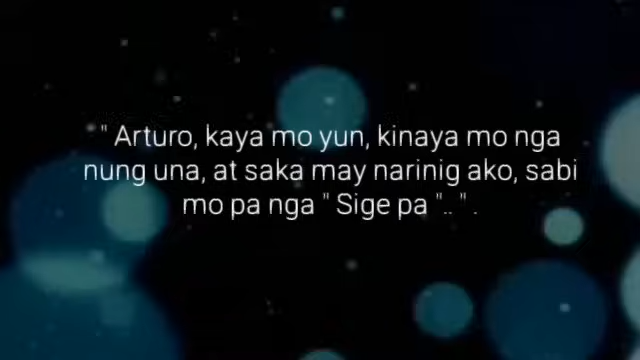 " Arturo, kaya mo yun, kinaya mo nga
nung una, at saka may narinig ako, sabi
mo pa nga " Sige pa ".. " .